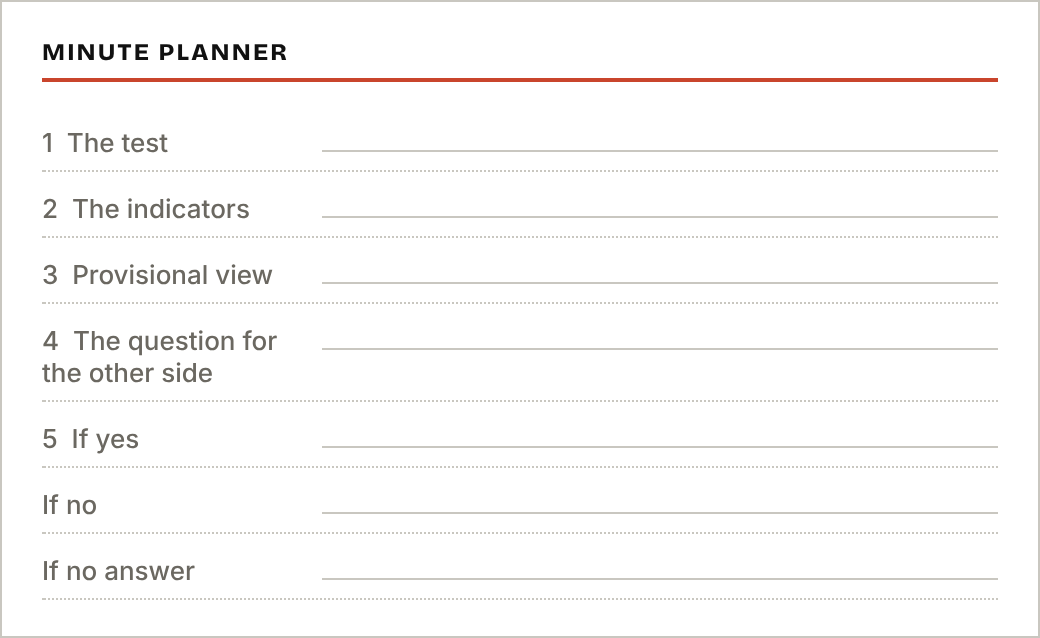 MINUTE PLANNER
1 The test
2 The indicators
3 Provisional view
4 The question for
the other side
5 If yes
If no
If no answer